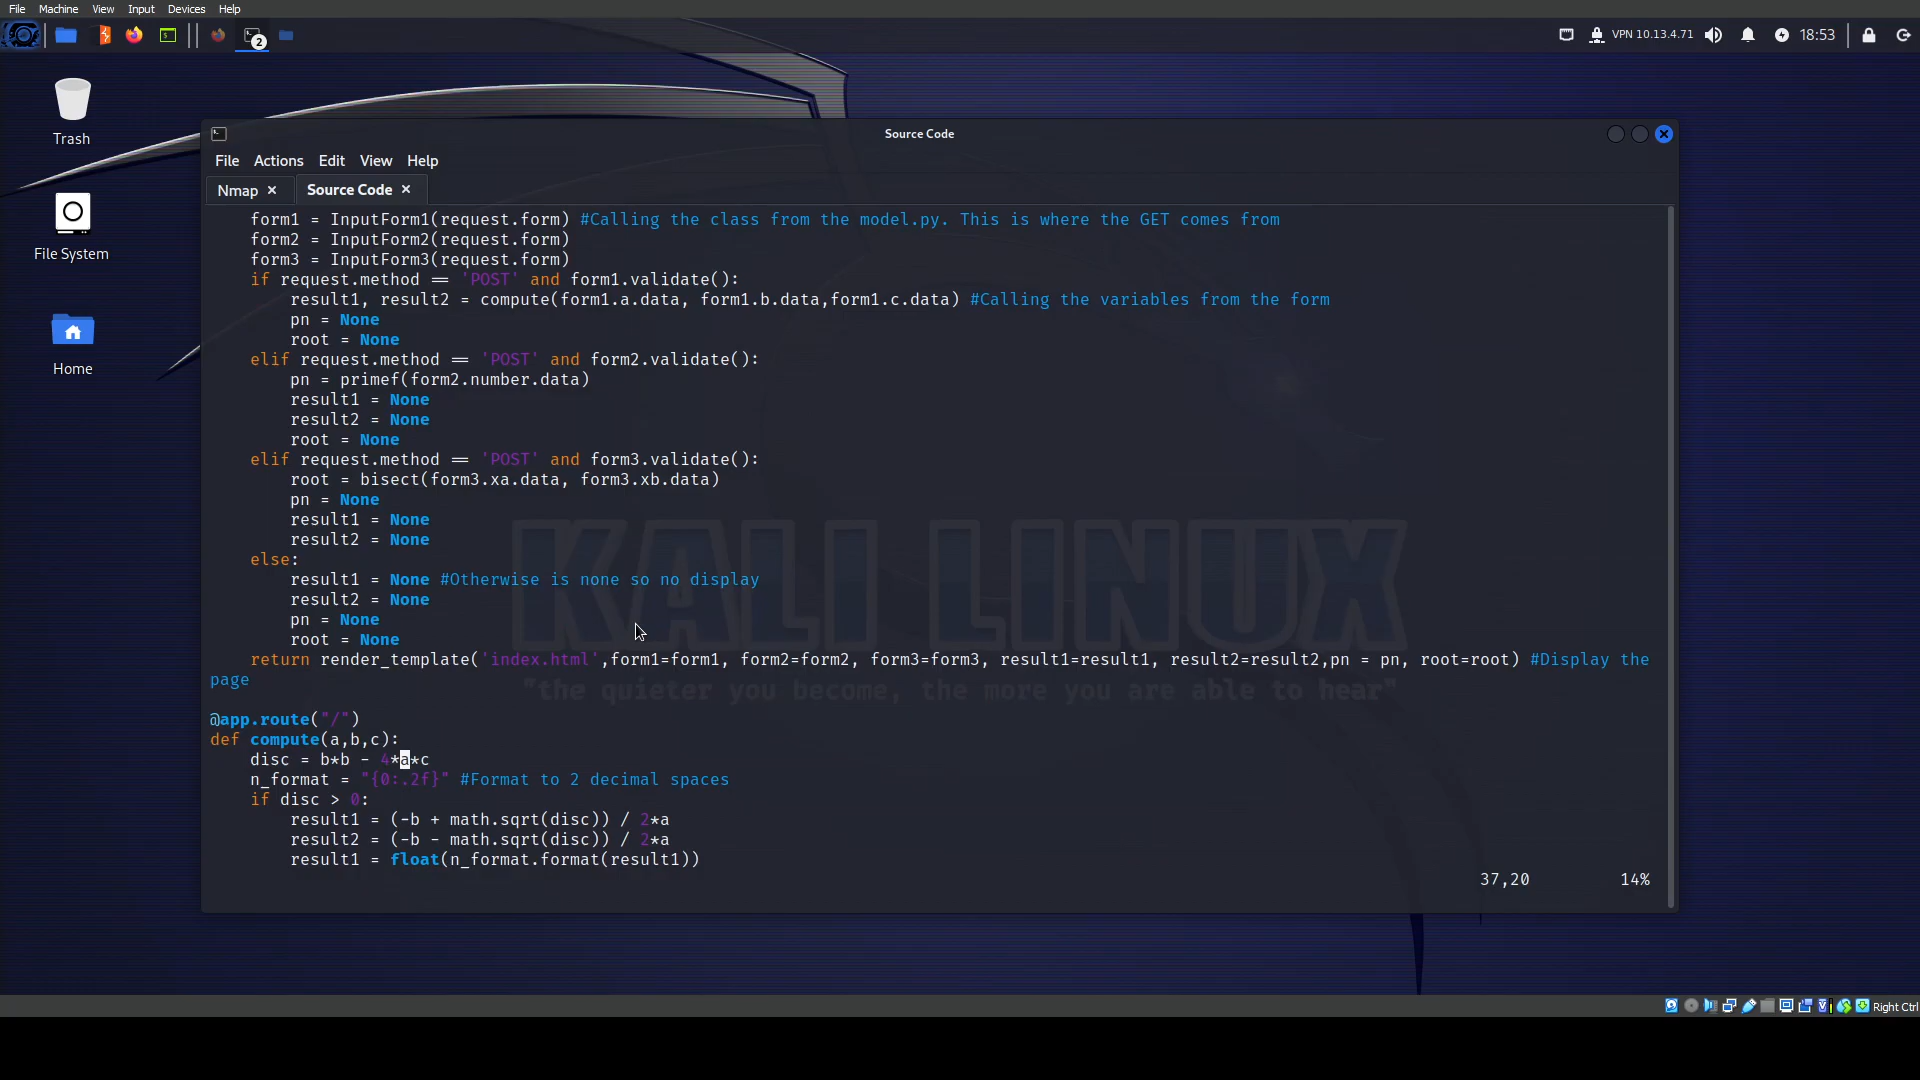 File Machine View Input Devices Help
2
VPN 10.13.4.71
18:53
Trash
File System
Home
Source Code
File Actions Edit View Help
Nmap × Source Code ×
form1 = InputForm1(request.form) #Calling the class from the model.py. This is where the GET comes from
form2 = InputForm2(request.form)
form3 = InputForm3(request.form)
if request.method == 'POST' and form1.validate():
result1, result2 = compute(form1.a.data, form1.b.data,form1.c.data) #Calling the variables from the form
pn = None
root = None
elif request.method == 'POST' and form2.validate():
pn = primef(form2.number.data)
result1 = None
result2 = None
root = None
elif request.method == 'POST' and form3.validate():
root = bisect(form3.xa.data, form3.xb.data)
pn = None
result1 = None
result2 = None
else:
result1 = None #Otherwise is none so no display
result2 = None
pn = None
root = None
return render_template('index.html',form1=form1, form2=form2, form3=form3, result1=result1, result2=result2,pn = pn, root=root) #Display the
page
KALI LINUX
"the quieter you become, the more you are able to hear"
@app.route("/")
def compute(a,b,c):
disc = b*b - 4*a*c
n_format = "{0:.2f}" #Format to 2 decimal spaces
if disc > 0:
result1 = (-b + math.sqrt(disc)) / 2*a
result2 = (-b - math.sqrt(disc)) / 2*a
result1 = float(n_format.format(result1))
37,20 14%
Right Ctrl